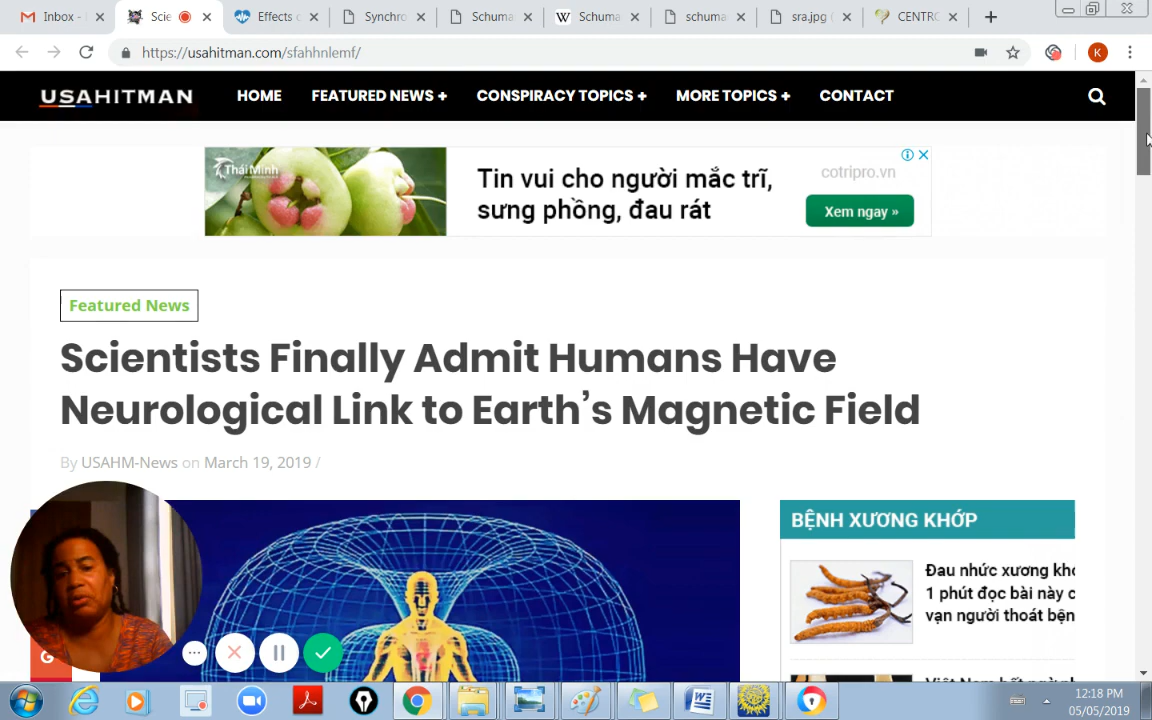 Inbox -
Scie
Effects
Synchro
Schuma
Schuma
schuma
sra.jpg
CENTRO
https://usahitman.com/sfahhnlemf/
K
USAHITMAN
HOME
FEATURED NEWS +
CONSPIRACY TOPICS +
MORE TOPICS +
CONTACT
Thái Minh
Tin vui cho người mắc trĩ,
sưng phồng, đau rát
cotripro.vn
Xem ngay »
Featured News
Scientists Finally Admit Humans Have
Neurological Link to Earth’s Magnetic Field
By USAHM-News on March 19, 2019 /
BỆNH XƯƠNG KHỚP
Đau nhức xương khớ
1 phút đọc bài này c
vạn người thoát bện
G
12:18 PM
05/05/2019